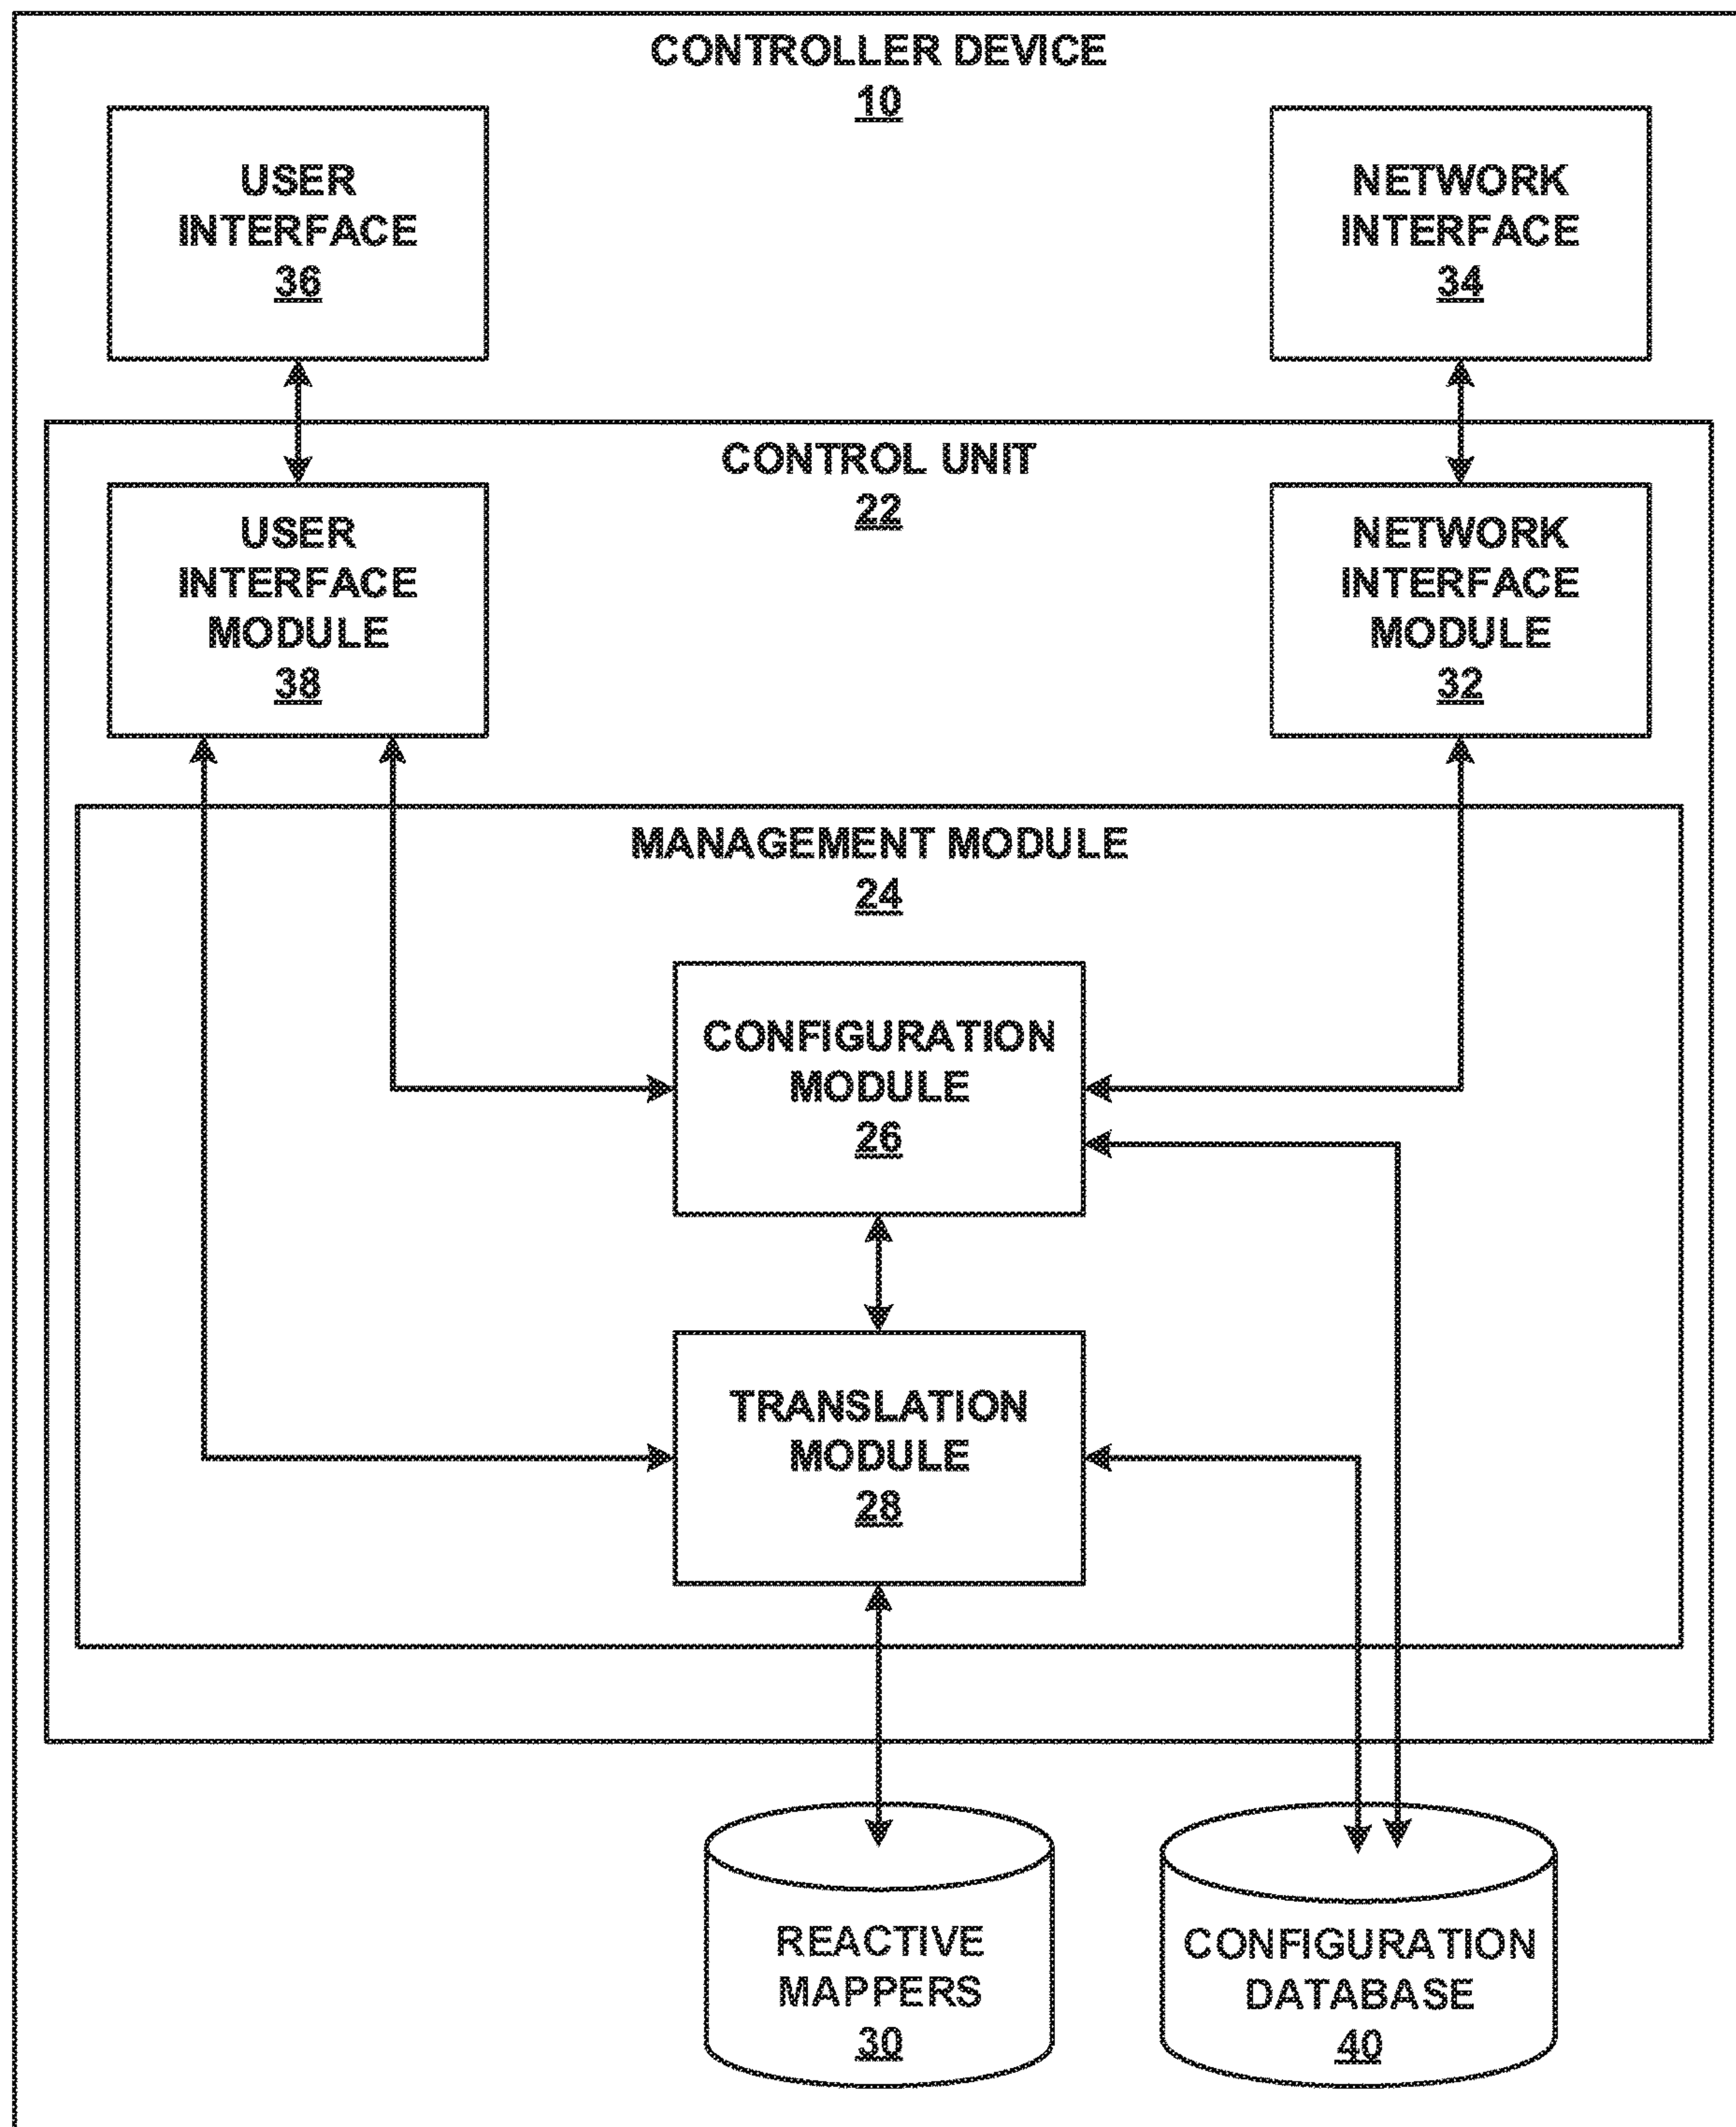 CONTROLLER DEVICE
10
USER
INTERFACE
36
NETWORK
INTERFACE
34
CONTROL UNIT
22
USER
INTERFACE
MODULE
38
NETWORK
INTERFACE
MODULE
32
MANAGEMENT MODULE
24
CONFIGURATION
MODULE
26
TRANSLATION
MODULE
28
REACTIVE
MAPPERS
30
CONFIGURATION
DATABASE
40